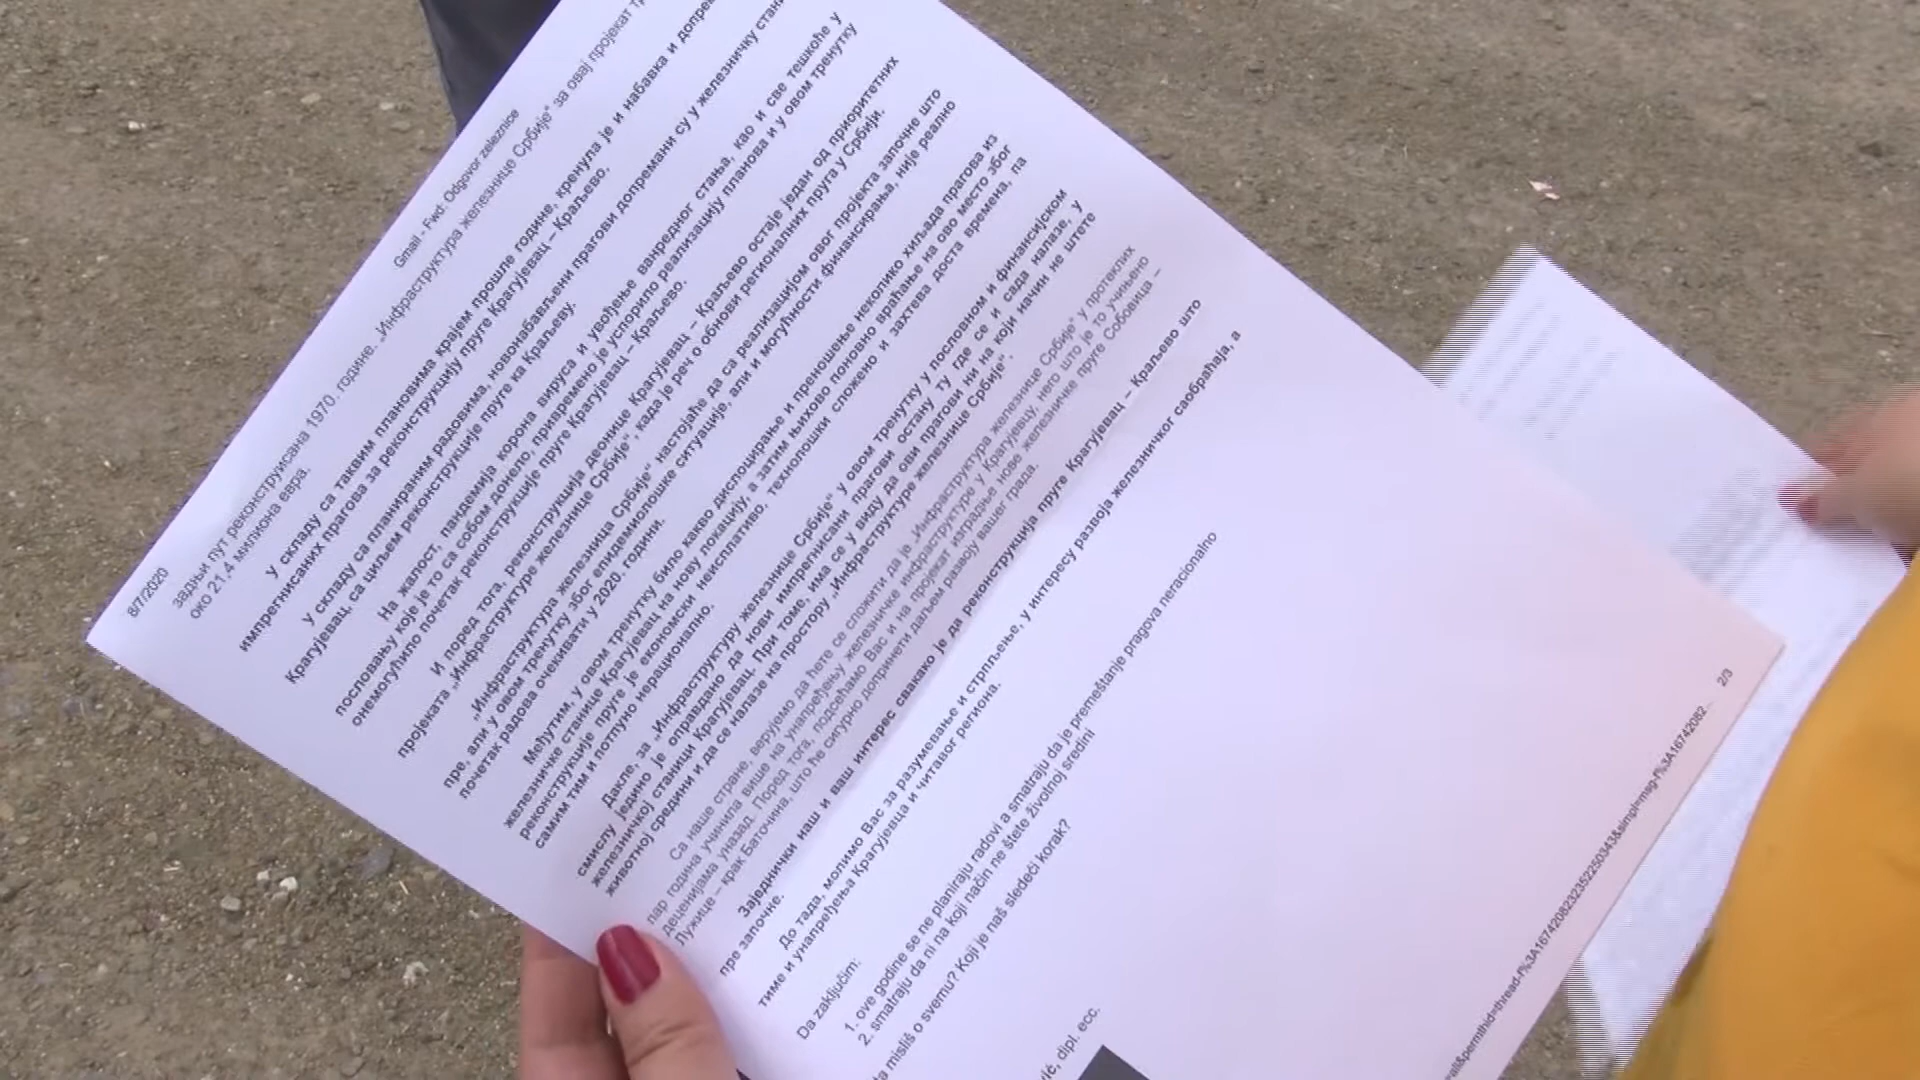 8/7/2020
Gmail - Fwd: Odgovor zeleznice
задњи пут реконструисана 1970. године. „Инфраструктура железнице Србије“ за овај пројекат
око 21,4 милиона евра.
У складу са таквим плановима крајем прошле године, кренула је и набавка и
импрегнисаних прагова за реконструкцију пруге Крагујевац – Краљево.
У складу са планираним радовима, новонабављени прагови допремани су у железничку
Крагујевац, са циљем реконструкције пруге ка Краљеву.
На жалост, пандемија корона вируса и увођење ванредног стања, као и све тешкоће у
пословању које је то са собом донело, привремено је успорило реализацију планова и у овом тренутку
онемогућило почетак реконструкције пруге Крагујевац – Краљево.
И поред тога, реконструкција деонице Крагујевац – Краљево остаје један од приоритетних
пројеката „Инфраструктуре железнице Србије“, када је реч о обнови регионалних пруга у Србији.
„Инфраструктура железница Србије“ настојаће да са реализацијом овог пројекта започне што
пре, али у овом тренутку због епидемиолошке ситуације, али и могућности финансирања, није реално
почетак радова очекивати у 2020. години.
Међутим, у овом тренутку било какво дислоцирање и преношење неколико хиљада прагова из
железничке станице Крагујевац на нову локацију, а затим њихово поновно враћање на ово место због
реконструкције пруге је економски неисплативо, технолошки сложено и захтева доста времена, па
самим тим и потпуно нерационално.
Дакле, за „Инфраструктуру железнице Србије“ у овом тренутку у пословном и финансијском
смислу једино је оправдано да нови импрегнисани прагови остану ту где се и сада налазе, у
железничкој станици Крагујевац. При томе, има се у виду да ови прагови ни на који начин не штете
животној средини и да се налазе на простору „Инфраструктуре железнице Србије“.
Са наше стране, верујемо да ћете се сложити да је „Инфраструктура железнице Србије“ у протеклих
пар година учинила више на унапређењу железничке инфраструктуре у Крагујевцу, него што је то учињено
деценијама уназад. Поред тога, подсећамо Вас и на пројекат изградње нове железничке пруге Собовица –
Лужнице – крак Баточина, што ће сигурно допринети даљем развоју вашег града.
Заједнички наш и ваш интерес свакако је да реконструкција пруге Крагујевац – Краљево што
пре започне.
До тада, молимо Вас за разумевање и стрпљење, у интересу развоја железничког саобраћаја, а
тиме и унапређења Крагујевца и читавог региона.
Da zaključim:
1. ove godine se ne planiraju radovi a smatraju da je premeštanje pragova neracionalno
2. smatraju da ni na koji način ne štete životnoj sredini
misliš o svemu? Koji je naš sledeći korak?
dipl. ecc.
permthid=thread-f%3A1674208232352250343&simpl=msg-f%3A16742082...
2/3